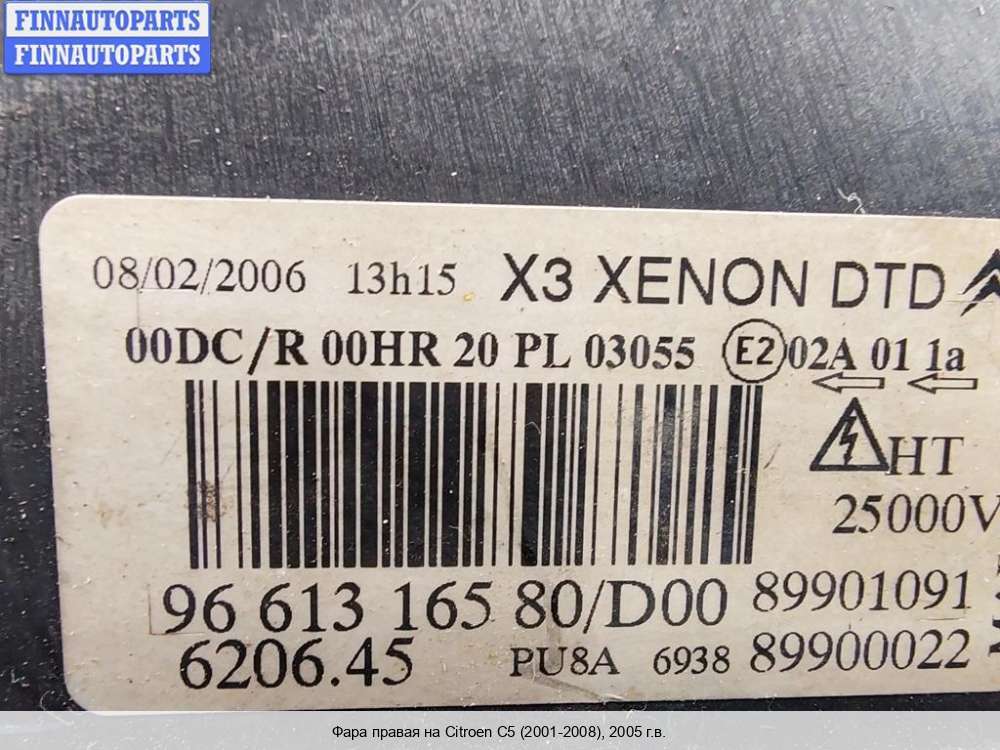 FINNAUTOPARTS
FINNAUTOPARTS
08/02/2006 13h15 X3 XENON DTD
00DC/R 00HR 20 PL 03055 E2 02A 01 1a
HT
25000V
96 613 165 80/D00 89901091
6206.45 PU8A 6938 89900022
Фара правая на Citroen C5 (2001-2008), 2005 г.в.